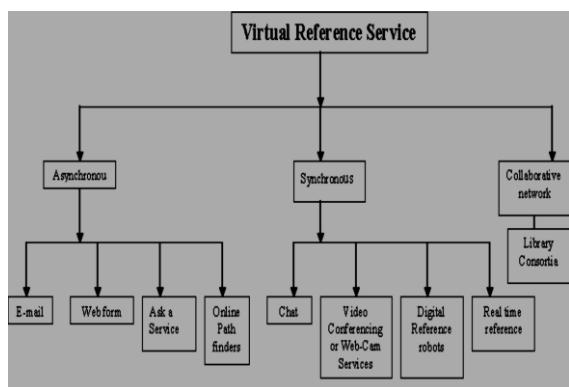 Virtual Reference Service
Asynchronou
Synchronous
Collaborative
network
Library
Consortia
E-mail
Webform
Ask a
Service
Online
Path
finders
Chat
Video
Conferencing
or Web-Cam
Services
Digital
Reference
robots
Real time
reference